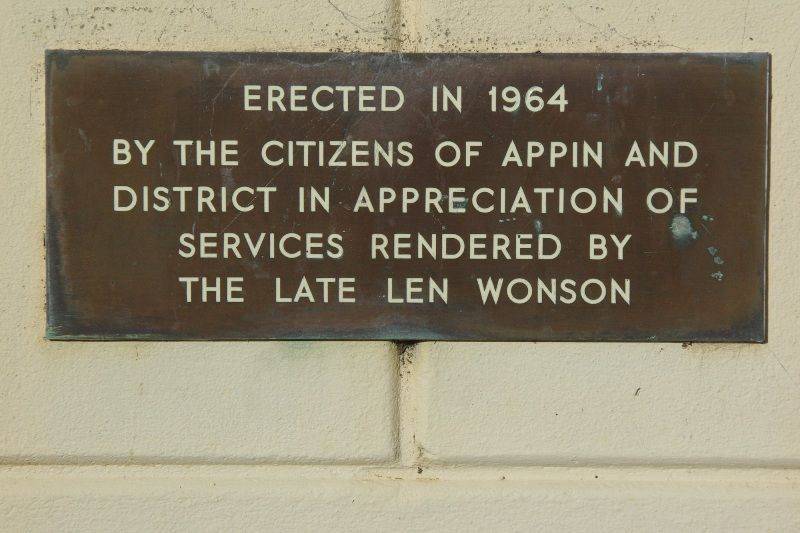 ERECTED IN 1964
BY THE CITIZENS OF APPIN AND
DISTRICT IN APPRECIATION OF
SERVICES RENDERED BY
THE LATE LEN WONSON